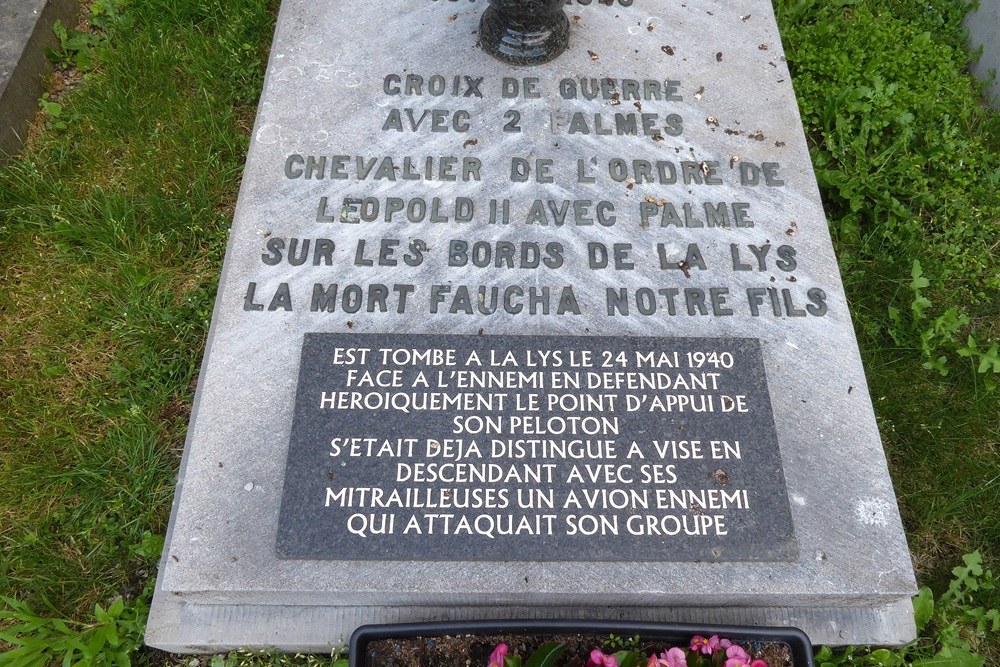 CROIX DE GUERRE
AVEC 2 PALMES
CHEVALIER DE L'ORDRE DE
LEOPOLD II AVEC PALME
SUR LES BORDS DE LA LYS
LA MORT FAUCHA NOTRE FILS
EST TOMBE A LA LYS LE 24 MAI 1940
FACE A L'ENNEMI EN DEFENDANT
HEROIQUEMENT LE POINT D'APPUI DE
SON PELOTON
S'ETAIT DEJA DISTINGUE A VISE EN
DESCENDANT AVEC SES
MITRAILLEUSES UN AVION ENNEMI
QUI ATTAQUAIT SON GROUPE